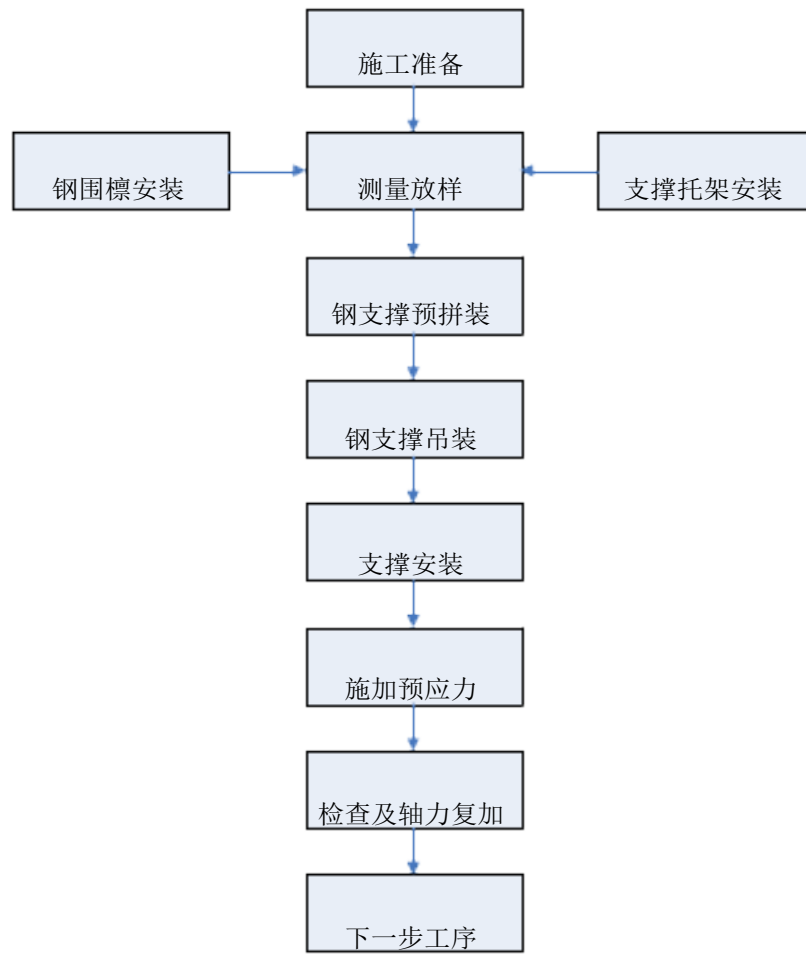 施工准备
钢围檩安装
测量放样
支撑托架安装
钢支撑预拼装
钢支撑吊装
支撑安装
施加预应力
检查及轴力复加
下一步工序